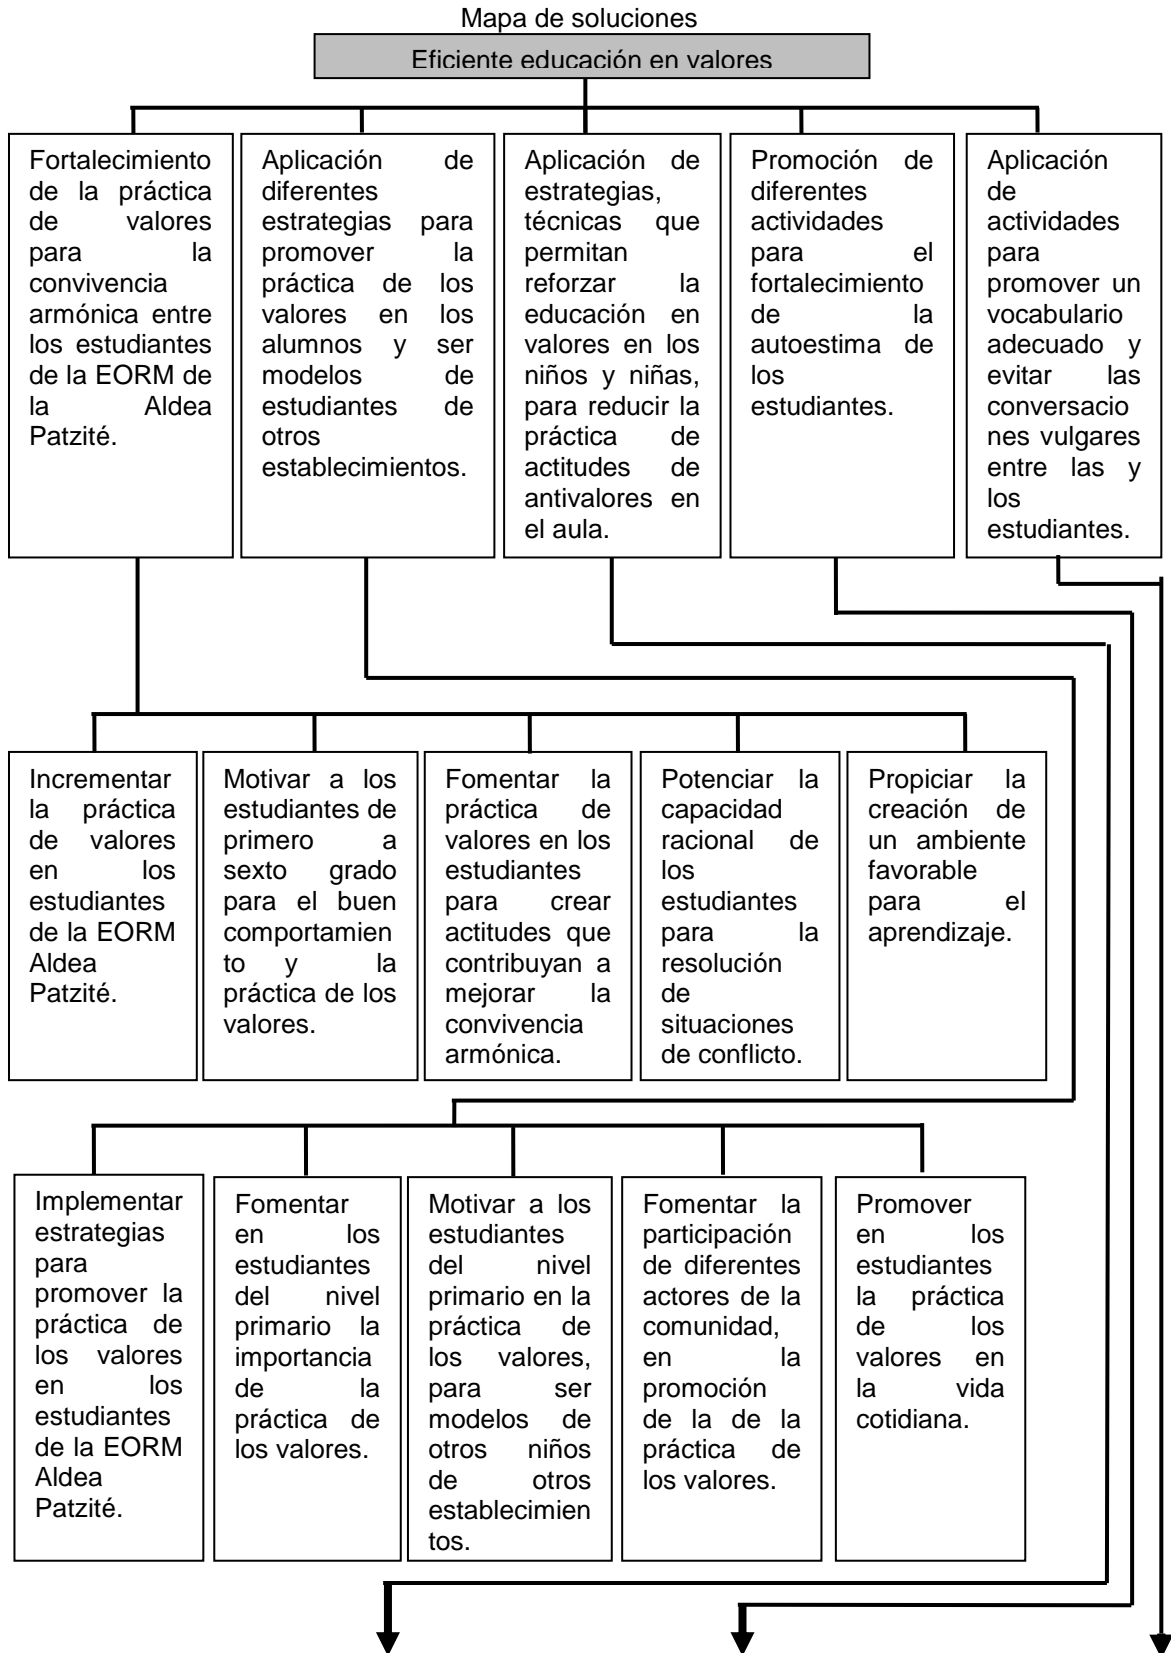 Mapa de soluciones
Eficiente educación en valores
Fortalecimiento
de la práctica
de valores
para la
convivencia
armónica entre
los estudiantes
de la EORM de
la Aldea
Patzité.
Aplicación de
diferentes
estrategias para
promover la
práctica de los
valores en los
alumnos y ser
modelos de
estudiantes de
otros
establecimientos.
Aplicación de
estrategias,
técnicas que
permitan
reforzar la
educación en
valores en los
niños y niñas,
para reducir la
práctica de
actitudes de
antivalores en
el aula.
Promoción de
diferentes
actividades
para el
fortalecimiento
de la
autoestima de
los
estudiantes.
Aplicación
de
actividades
para
promover un
vocabulario
adecuado y
evitar las
conversacio
nes vulgares
entre las y
los
estudiantes.
Incrementar
la práctica
de valores
en los
estudiantes
de la EORM
Aldea
Patzité.
Motivar a los
estudiantes de
primero a
sexto grado
para el buen
comportamien
to y la
práctica de los
valores.
Fomentar la
práctica de
valores en los
estudiantes
para crear
actitudes que
contribuyan a
mejorar la
convivencia
armónica.
Potenciar la
capacidad
racional de
los
estudiantes
para la
resolución
de
situaciones
de conflicto.
Propiciar la
creación de
un ambiente
favorable
para el
aprendizaje.
Implementar
estrategias
para
promover la
práctica de
los valores
en los
estudiantes
de la EORM
Aldea
Patzité.
Fomentar
en los
estudiantes
del nivel
primario la
importancia
de la
práctica de
los valores.
Motivar a los
estudiantes
del nivel
primario en la
práctica de
los valores,
para ser
modelos de
otros niños
de otros
establecimien
tos.
Fomentar la
participación
de diferentes
actores de la
comunidad,
en la
promoción
de la de la
práctica de
los valores.
Promover
en los
estudiantes
la práctica
de los
valores en
la vida
cotidiana.